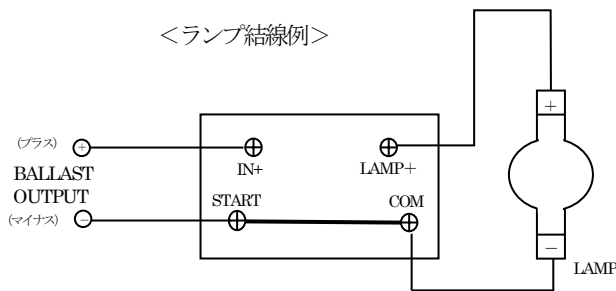 ＜ランプ結線例＞
＋
(プラス)
＋
IN+
LAMP＋
BALLAST
OUTPUT
START
COM
(マイナス)
－
－
LAMP